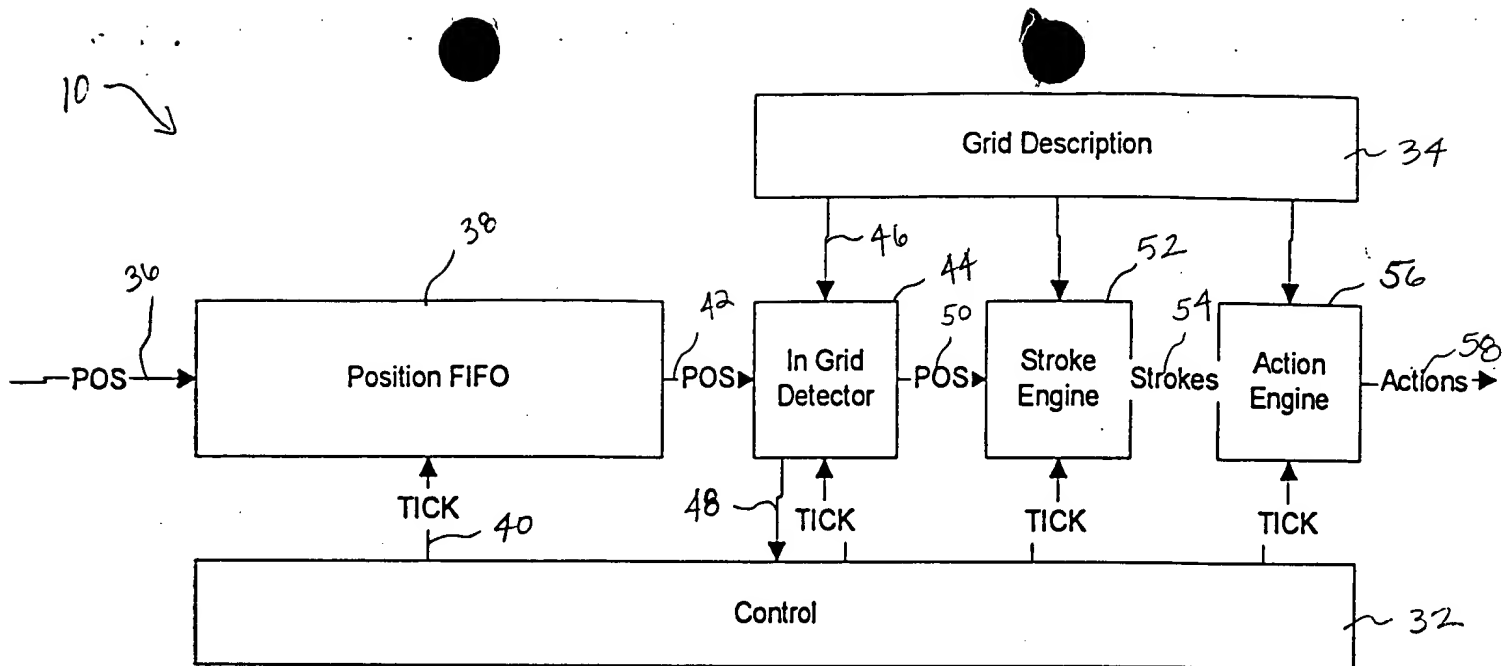 10
Grid Description
34
46
38
36
42
44
50
52
54
56
58
POS
Position FIFO
POS
In Grid
Detector
POS
Stroke
Engine
Strokes
Action
Engine
Actions
48
TICK
40
TICK
TICK
TICK
Control
32